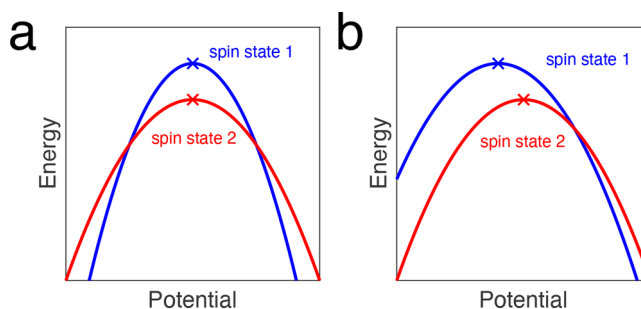 a
spin state 1
spin state 2
Energy
Potential
b
spin state 1
spin state 2
Energy
Potential